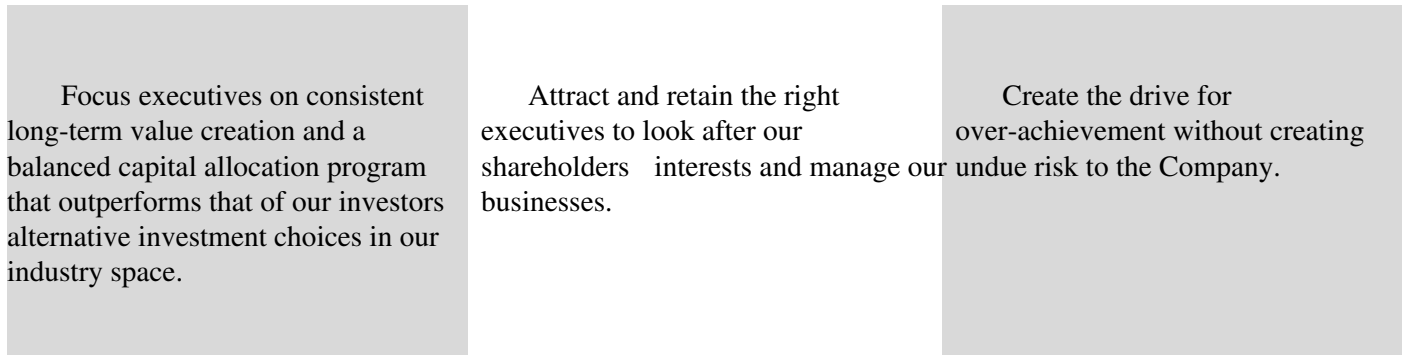 Focus executives on consistent
long-term value creation and a
balanced capital allocation program
that outperforms that of our investors
alternative investment choices in our
industry space.
Attract and retain the right
executives to look after our
shareholders interests and manage our
businesses.
Create the drive for
over-achievement without creating
undue risk to the Company.